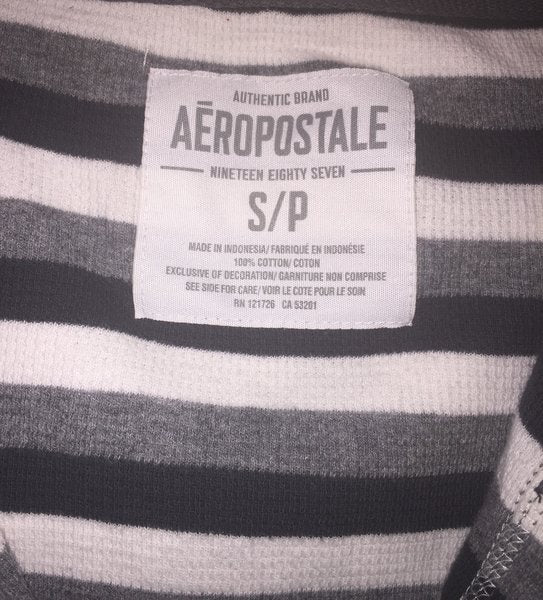 AUTHENTIC BRAND
AĒROPOSTALE
NINETEEN EIGHTY SEVEN
S/P
MADE IN INDONESIA/ FABRIQUÉ EN INDONÉSIE
100% COTTON/ COTON
EXCLUSIVE OF DECORATION/ GARNITURE NON COMPRISE
SEE SIDE FOR CARE/ VOIR LE COTE POUR LE SOIN
RN 121726 CA 53201